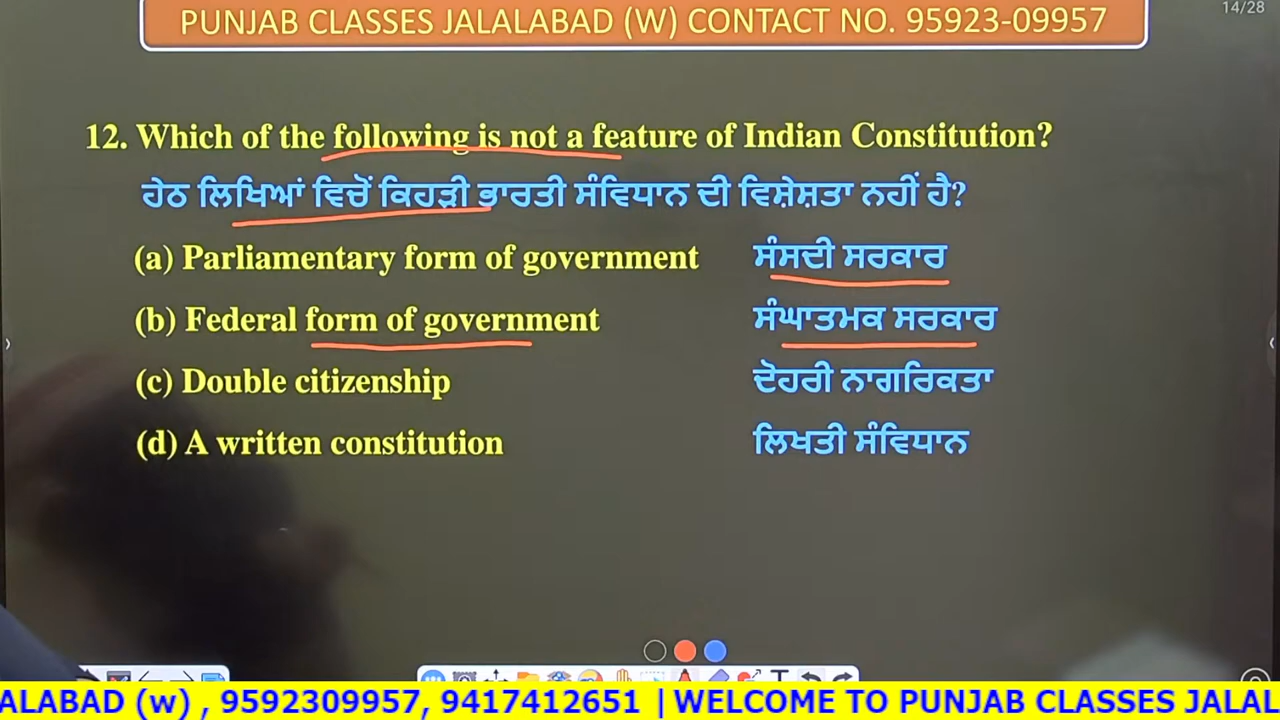 PUNJAB CLASSES JALALABAD (W) CONTACT NO. 95923-09957
14/28
12. Which of the following is not a feature of Indian Constitution?
ਹੇਠ ਲਿਖਿਆਂ ਵਿਚੋਂ ਕਿਹੜੀ ਭਾਰਤੀ ਸੰਵਿਧਾਨ ਦੀ ਵਿਸ਼ੇਸ਼ਤਾ ਨਹੀਂ ਹੈ?
(a) Parliamentary form of government ਸੰਸਦੀ ਸਰਕਾਰ
(b) Federal form of government ਸੰਘਾਤਮਕ ਸਰਕਾਰ
(c) Double citizenship ਦੋਹਰੀ ਨਾਗਰਿਕਤਾ
(d) A written constitution ਲਿਖਤੀ ਸੰਵਿਧਾਨ
ALABAD (w) , 9592309957, 9417412651 | WELCOME TO PUNJAB CLASSES JALAL